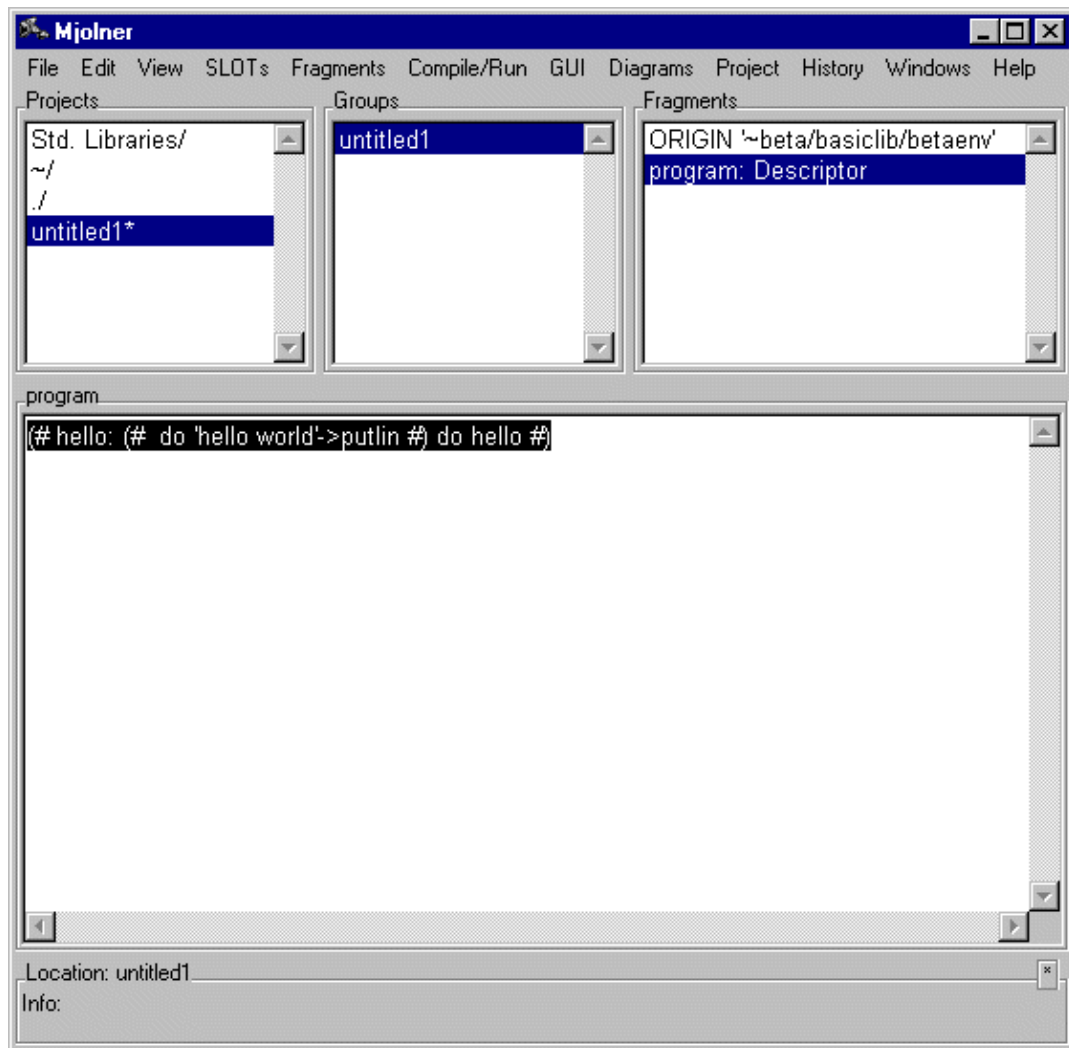 Mjolner
File Edit View SLOTs Fragments Compile/Run GUI Diagrams Project History Windows Help
Projects
Std. Libraries/
~/
./
untitled1*
Groups
untitled1
Fragments
ORIGIN '~beta/basiclib/betaenv'
program: Descriptor
program
(# hello: (#  do 'hello world'->putlin #) do hello #)
Location: untitled1
Info: